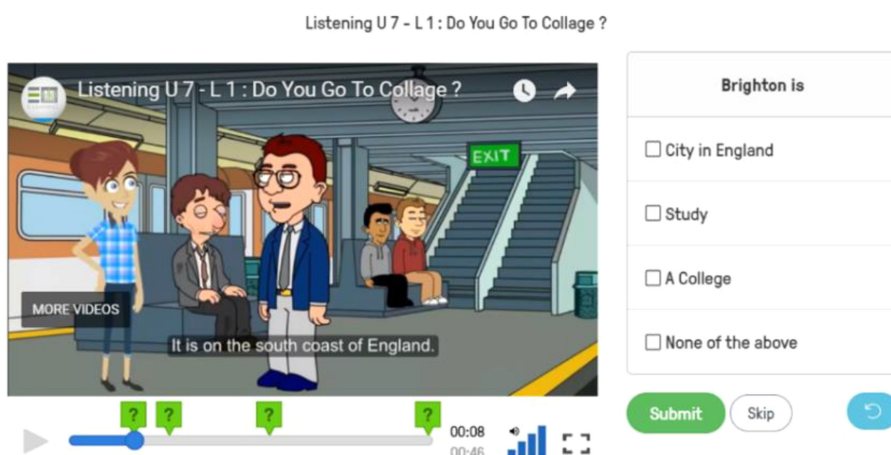 Listening U 7 - L 1 : Do You Go To Collage ?
Listening U 7 - L 1 : Do You Go To Collage ?
EXIT
MORE VIDEOS
It is on the south coast of England.
? ? ? ?
00:08
00:46
Brighton is
City in England
Study
A College
None of the above
Submit Skip